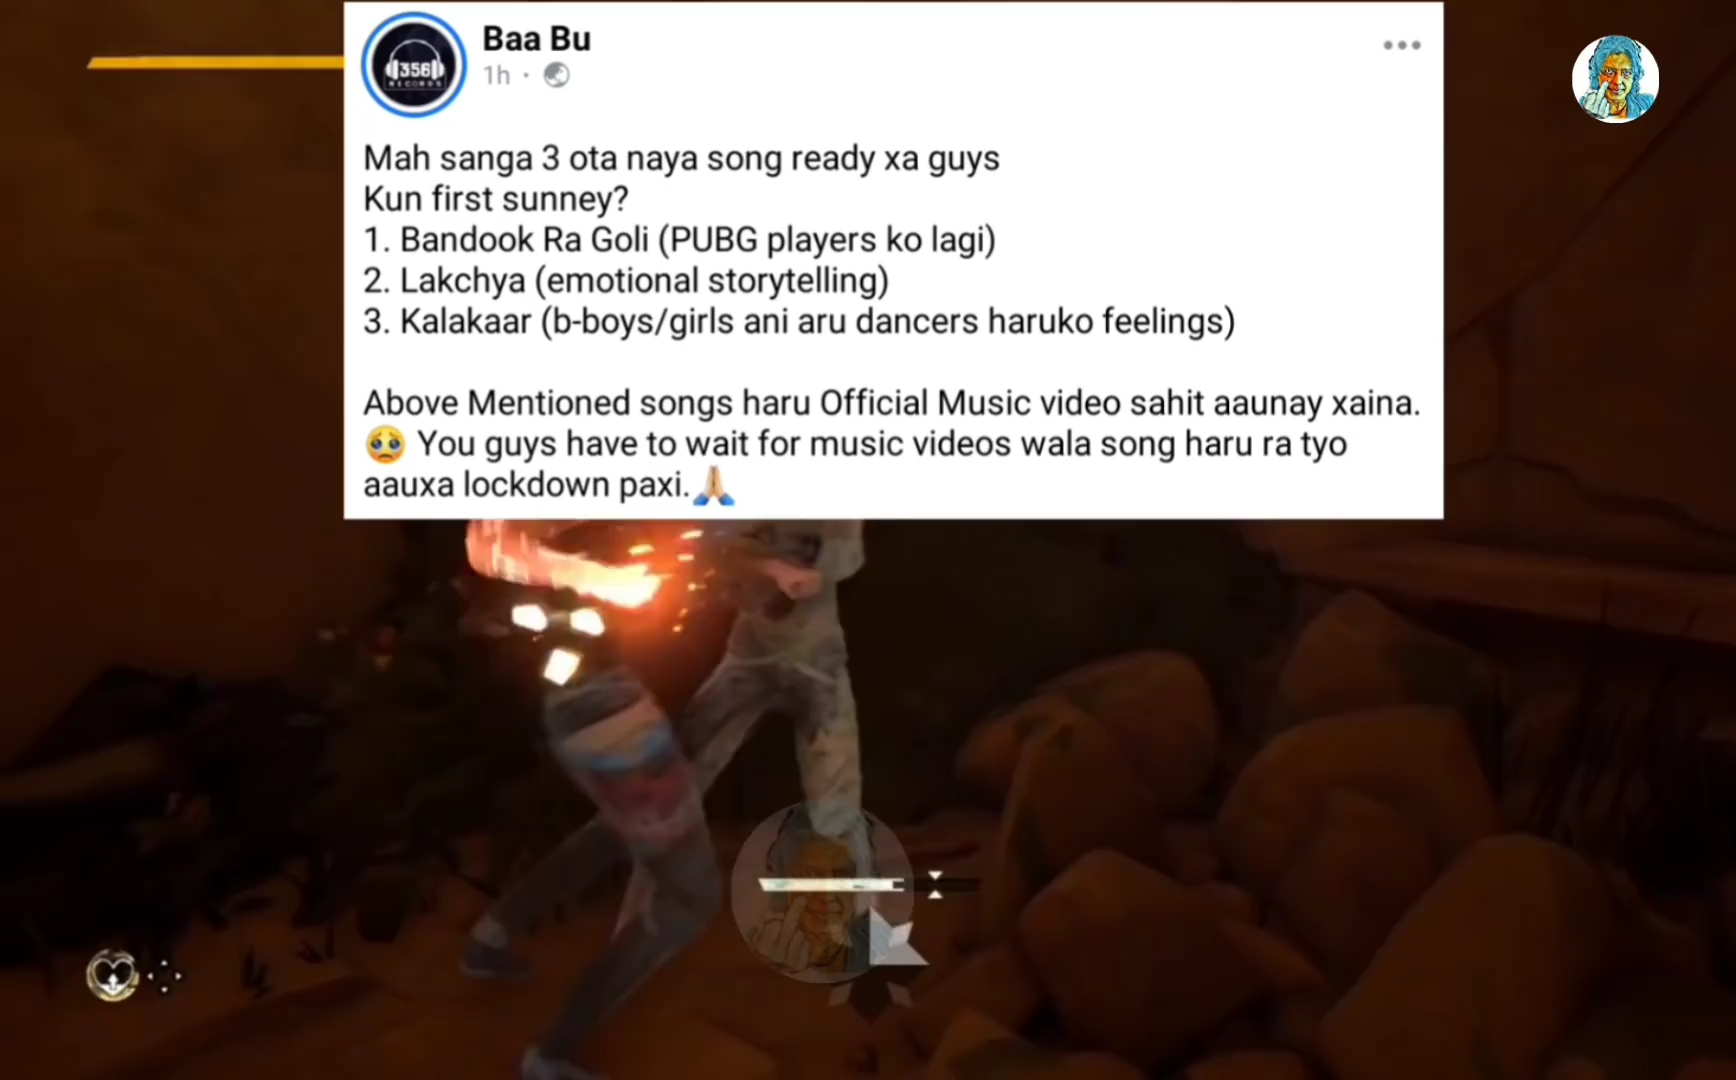 Baa Bu
1h ·
356
RECORDS
Mah sanga 3 ota naya song ready xa guys
Kun first sunney?
1. Bandook Ra Goli (PUBG players ko lagi)
2. Lakchya (emotional storytelling)
3. Kalakaar (b-boys/girls ani aru dancers haruko feelings)
Above Mentioned songs haru Official Music video sahit aaunay xaina.
🥺 You guys have to wait for music videos wala song haru ra tyo
aauxa lockdown paxi.🙏